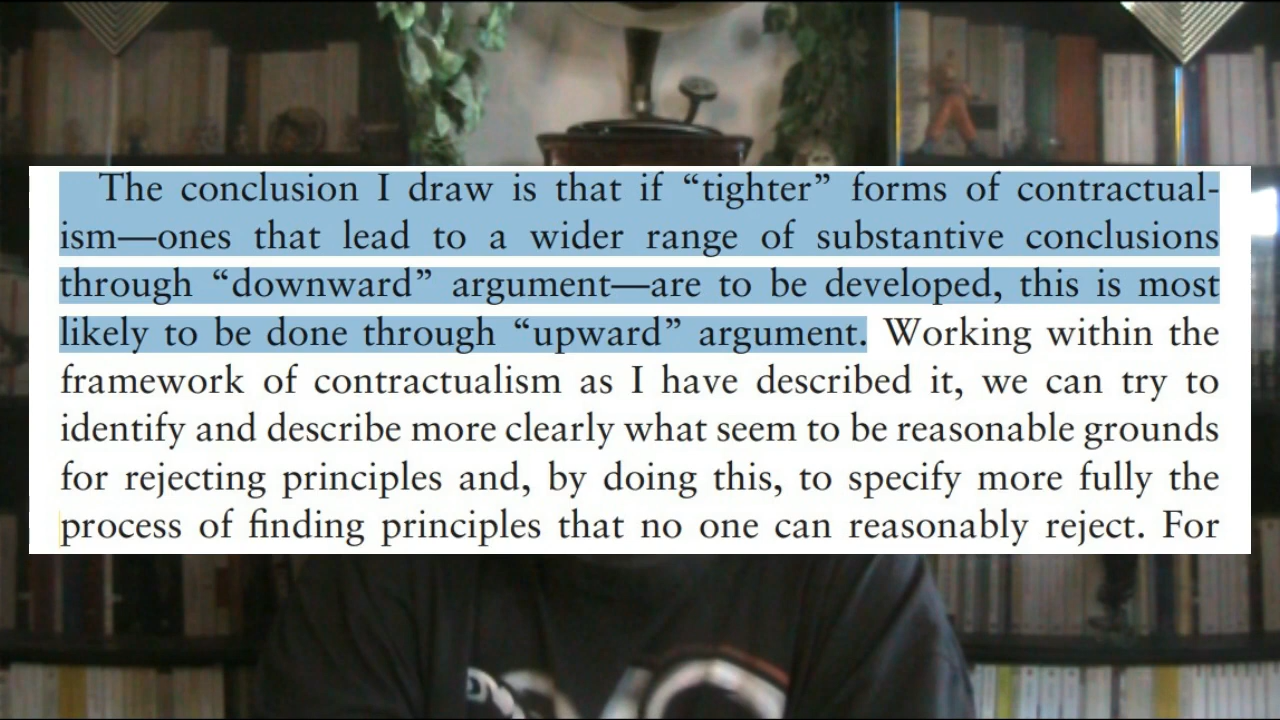 The conclusion I draw is that if “tighter” forms of contractual-
ism—ones that lead to a wider range of substantive conclusions
through “downward” argument—are to be developed, this is most
likely to be done through “upward” argument. Working within the
framework of contractualism as I have described it, we can try to
identify and describe more clearly what seem to be reasonable grounds
for rejecting principles and, by doing this, to specify more fully the
process of finding principles that no one can reasonably reject. For